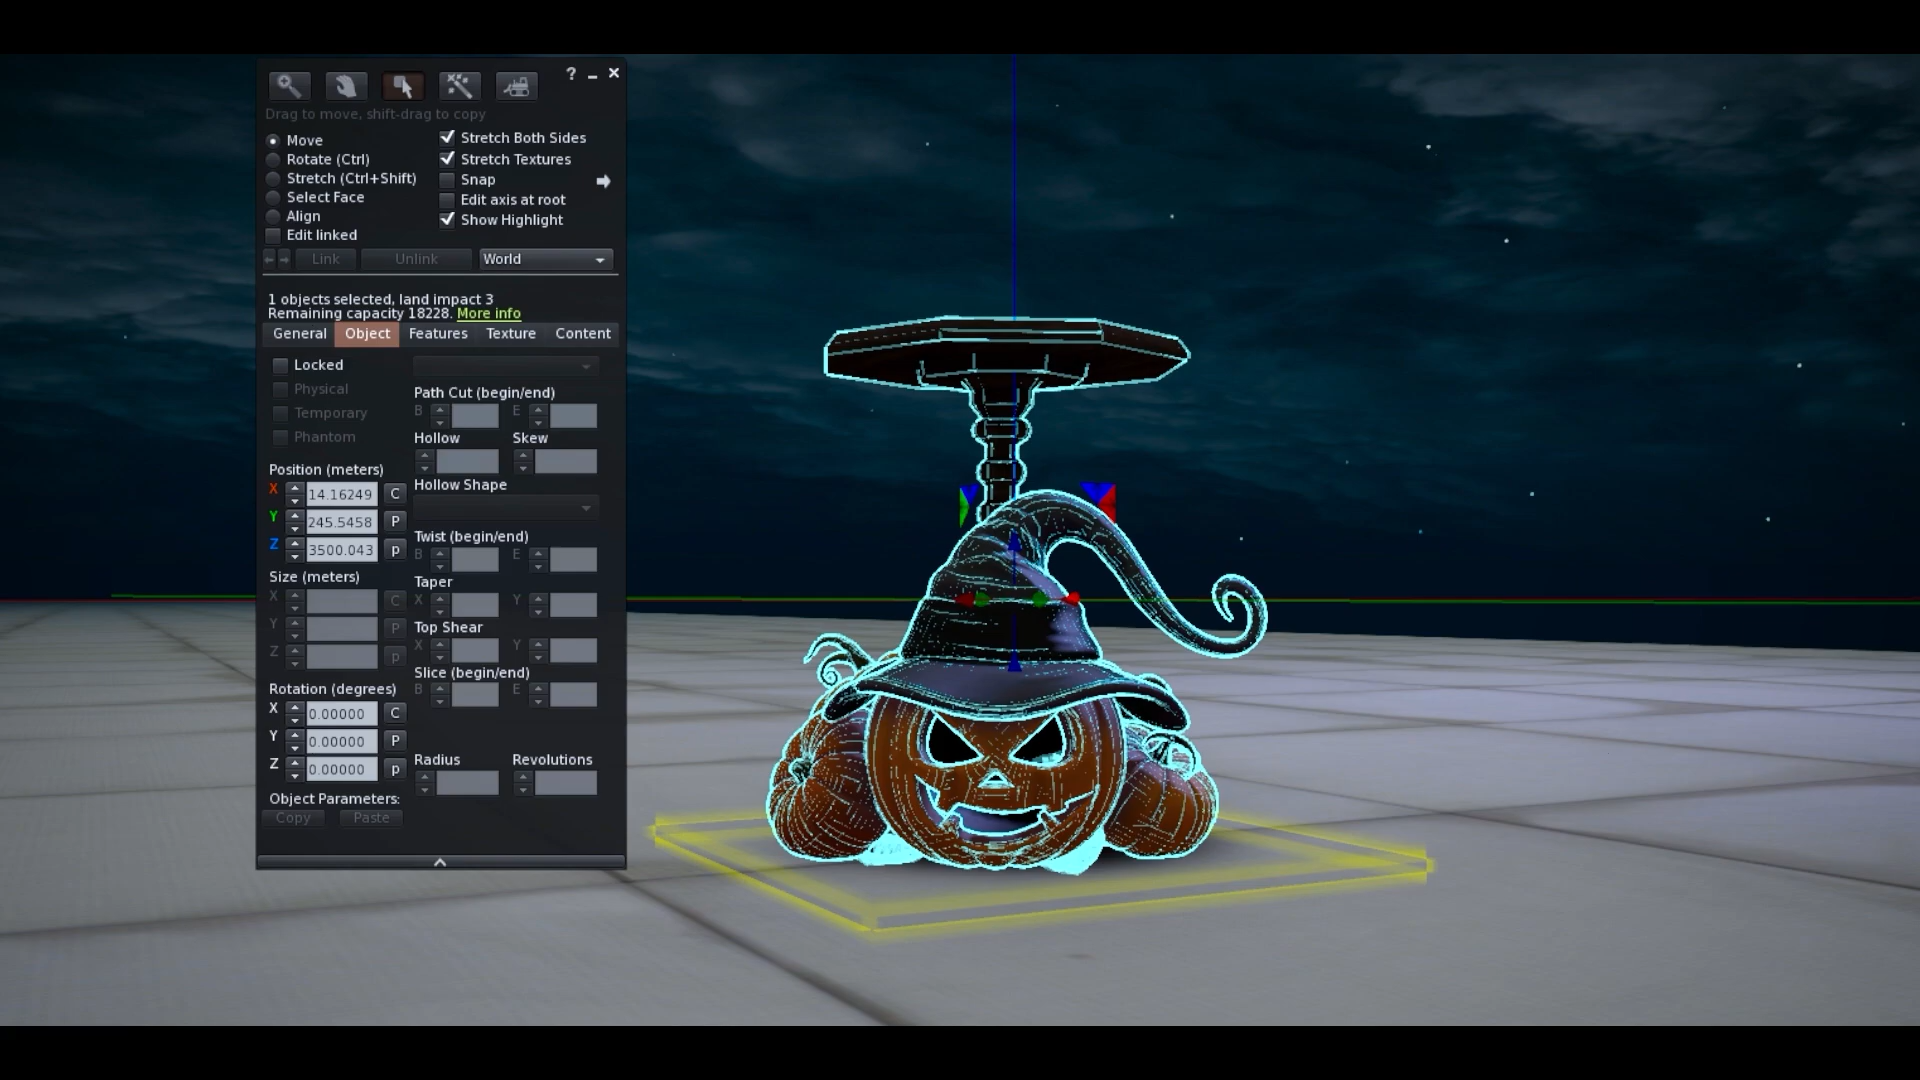 ?
Drag to move, shift-drag to copy
Move
Rotate (Ctrl)
Stretch (Ctrl+Shift)
Select Face
Align
Edit linked
Stretch Both Sides
Stretch Textures
Snap
Edit axis at root
Show Highlight
Link Unlink World
1 objects selected, land impact 3
Remaining capacity 18228. More info
General Object Features Texture Content
Locked
Physical
Temporary
Phantom
Position (meters)
X 14.16249 C
Y 245.5458 P
Z 3500.043 p
Size (meters)
X C
Y P
Z p
Rotation (degrees)
X 0.00000 C
Y 0.00000 P
Z 0.00000 p
Object Parameters:
Copy Paste
Path Cut (begin/end)
B E
Hollow Skew
Hollow Shape
Twist (begin/end)
B E
Taper
X Y
Top Shear
X Y
Slice (begin/end)
B E
Radius Revolutions